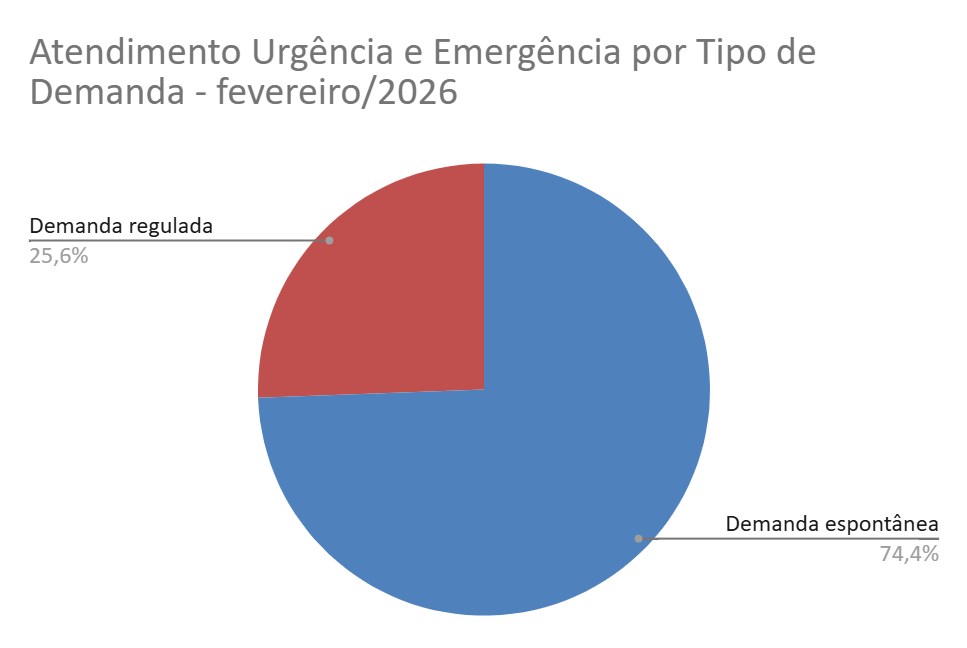 Atendimento Urgência e Emergência por Tipo de
Demanda - fevereiro/2026
Demanda regulada
25,6%
Demanda espontânea
74,4%